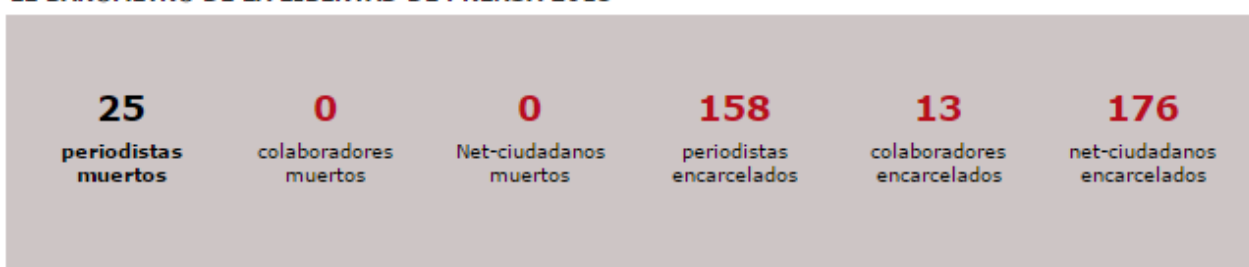 25 0 0 158 13 176
periodistas colaboradores Net-ciudadanos periodistas colaboradores net-ciudadanos
muertos muertos muertos encarcelados encarcelados encarcelados